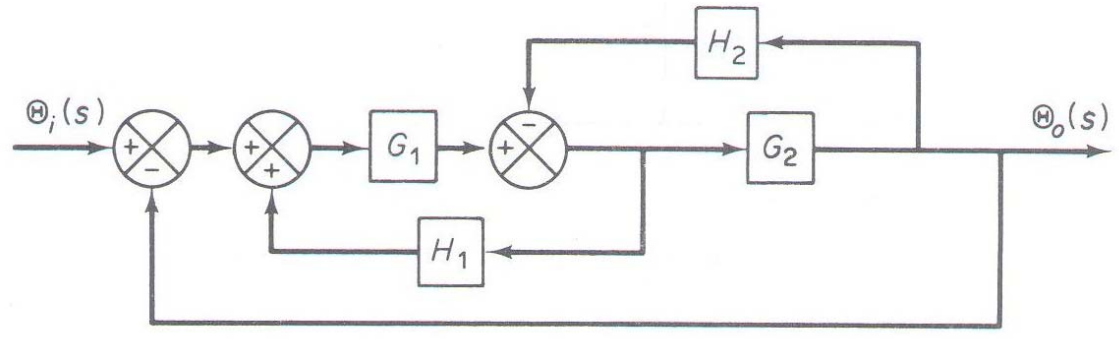 H₂
Θᵢ(s)
Θₒ(s)
+ −
+ +
G₁
+ −
G₂
H₁